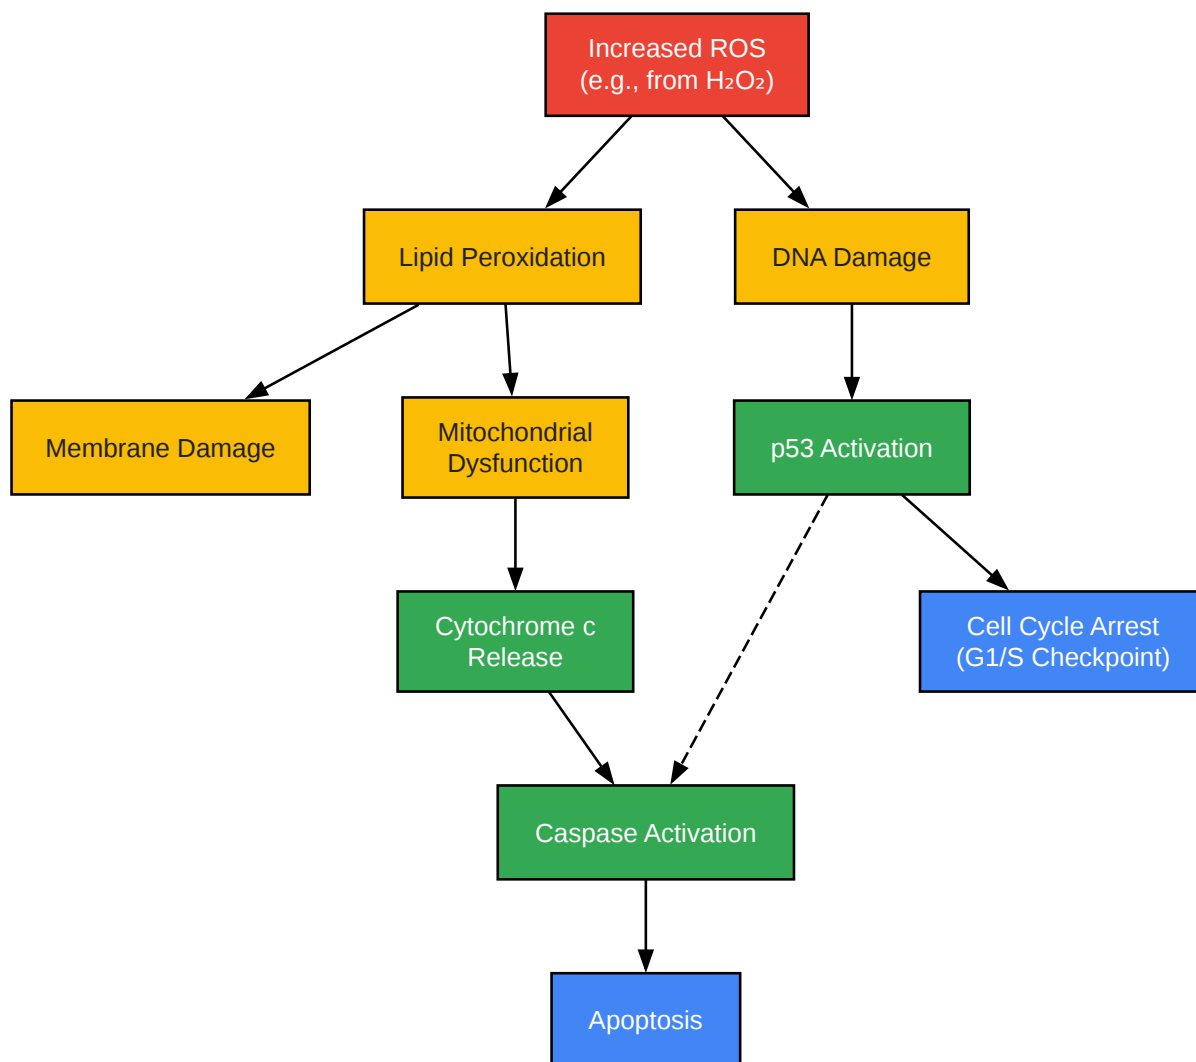 Increased ROS
(e.g., from H₂O₂)
Lipid Peroxidation
DNA Damage
Membrane Damage
Mitochondrial
Dysfunction
p53 Activation
Cytochrome c
Release
Cell Cycle Arrest
(G1/S Checkpoint)
Caspase Activation
Apoptosis